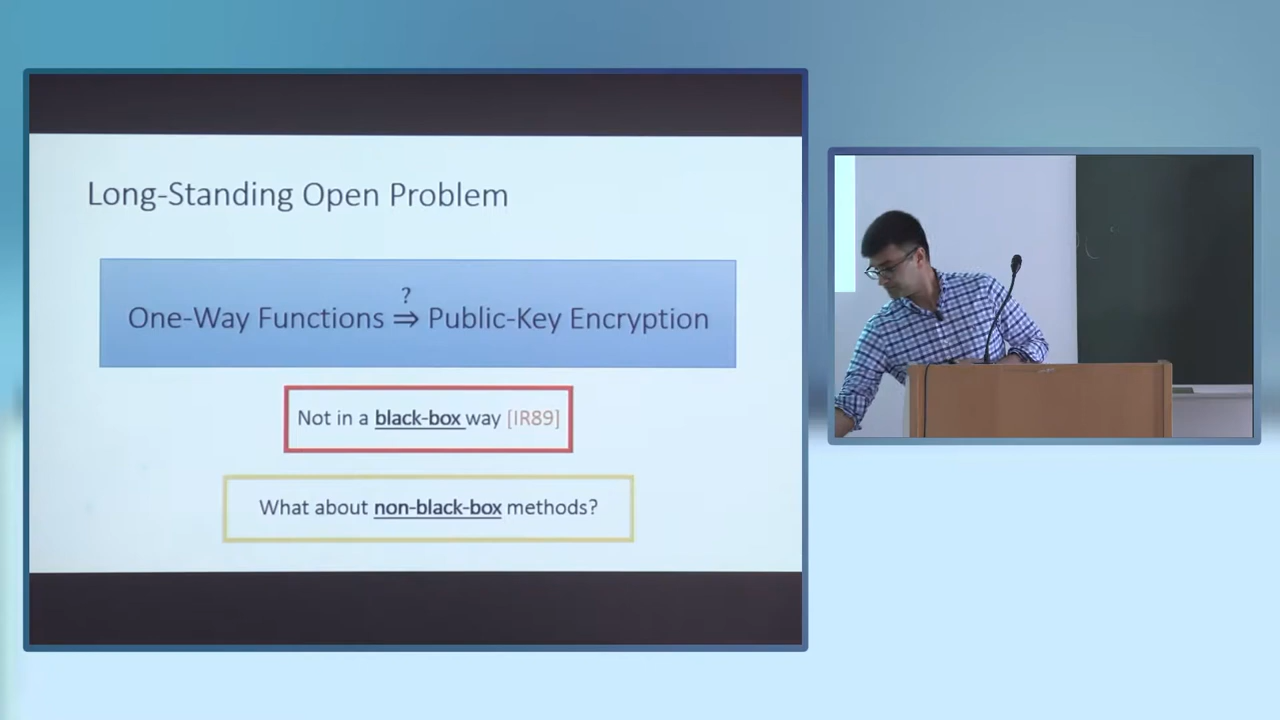 Long-Standing Open Problem
?
One-Way Functions ⇒ Public-Key Encryption
Not in a black-box way [IR89]
What about non-black-box methods?